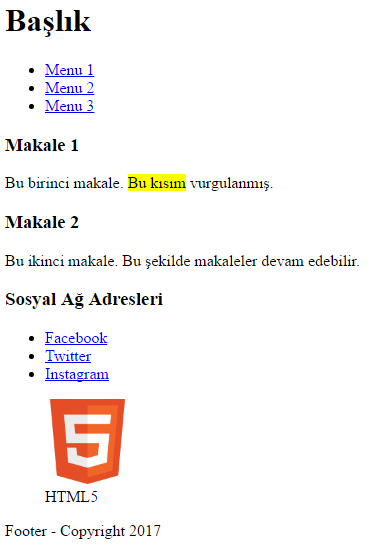 Başlık
Menu 1
Menu 2
Menu 3
Makale 1
Bu birinci makale. Bu kısım vurgulanmış.
Makale 2
Bu ikinci makale. Bu şekilde makaleler devam edebilir.
Sosyal Ağ Adresleri
Facebook
Twitter
Instagram
5
HTML5
Footer - Copyright 2017